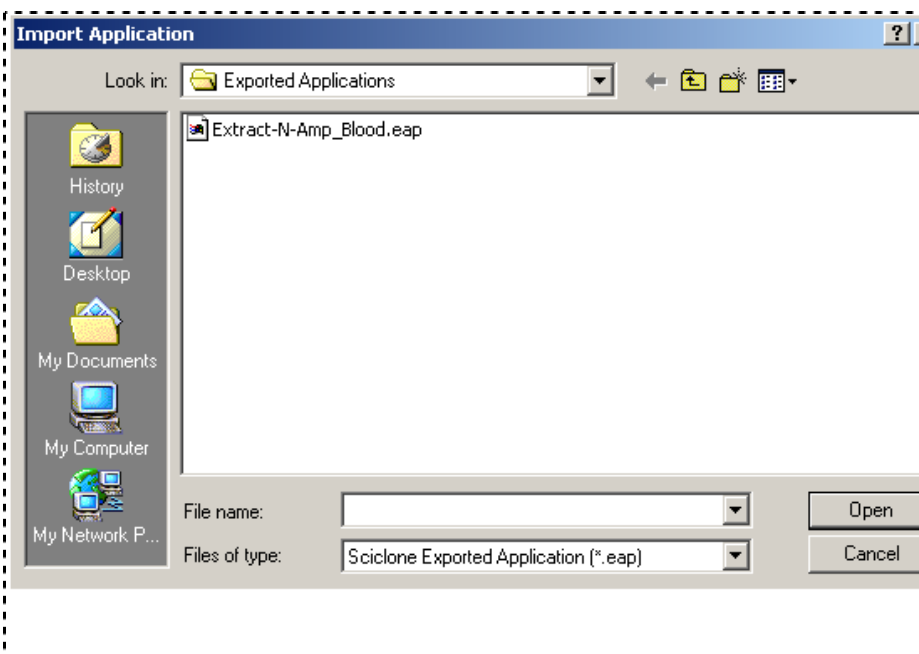 Import Application
Look in: Exported Applications
Extract-N-Amp_Blood.eap
History
Desktop
My Documents
My Computer
My Network P...
File name:
Open
Files of type: Sciclone Exported Application (*.eap)
Cancel